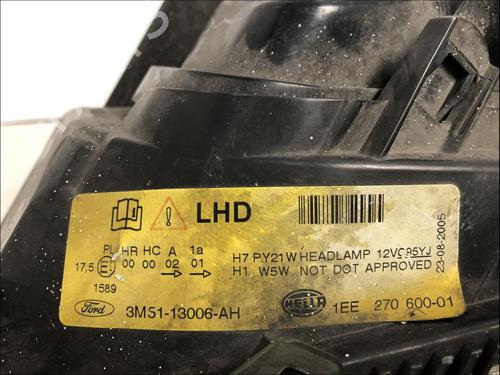 LHD
PL HR HC A 1a
17,5 E1 00 00 02 01
1589
H7 PY21W HEADLAMP 12V
H1, W5W NOT DOT APPROVED
23-08-2005
Ford 3M51-13006-AH
HELLA 1EE 270 600-01